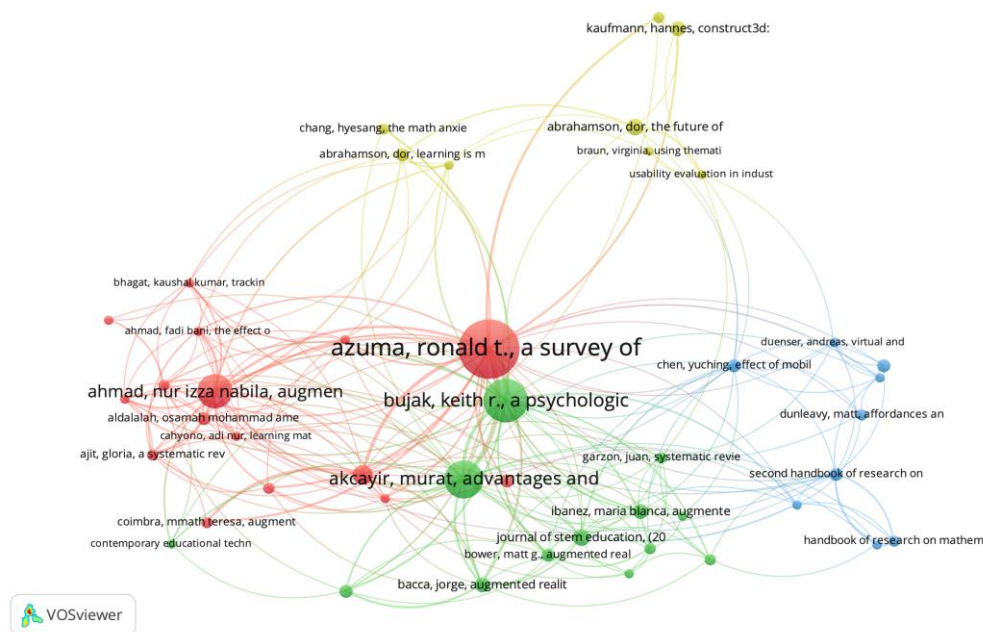 kaufmann, hannes, construct3d:
chang, hyesang, the math anxie
abrahamson, dor, the future of
abrahamson, dor, learning is m
braun, virginia, using themati
usability evaluation in indust
bhagat, kaushal kumar, trackin
ahmad, fadi bani, the effect o
azuma, ronald t., a survey of
duenser, andreas, virtual and
chen, yuching, effect of mobil
ahmad, nur izza nabila, augmen
bujak, keith r., a psychologic
aldalalah, osamah mohammad ame
dunleavy, matt, affordances an
cahyono, adi nur, learning mat
ajit, gloria, a systematic rev
garzon, juan, systematic revie
akcayir, murat, advantages and
second handbook of research on
ibanez, maria blanca, augmente
coimbra, mmath teresa, augment
journal of stem education, (20
contemporary educational techn
handbook of research on mathem
bower, matt g., augmented real
bacca, jorge, augmented realit
VOSviewer